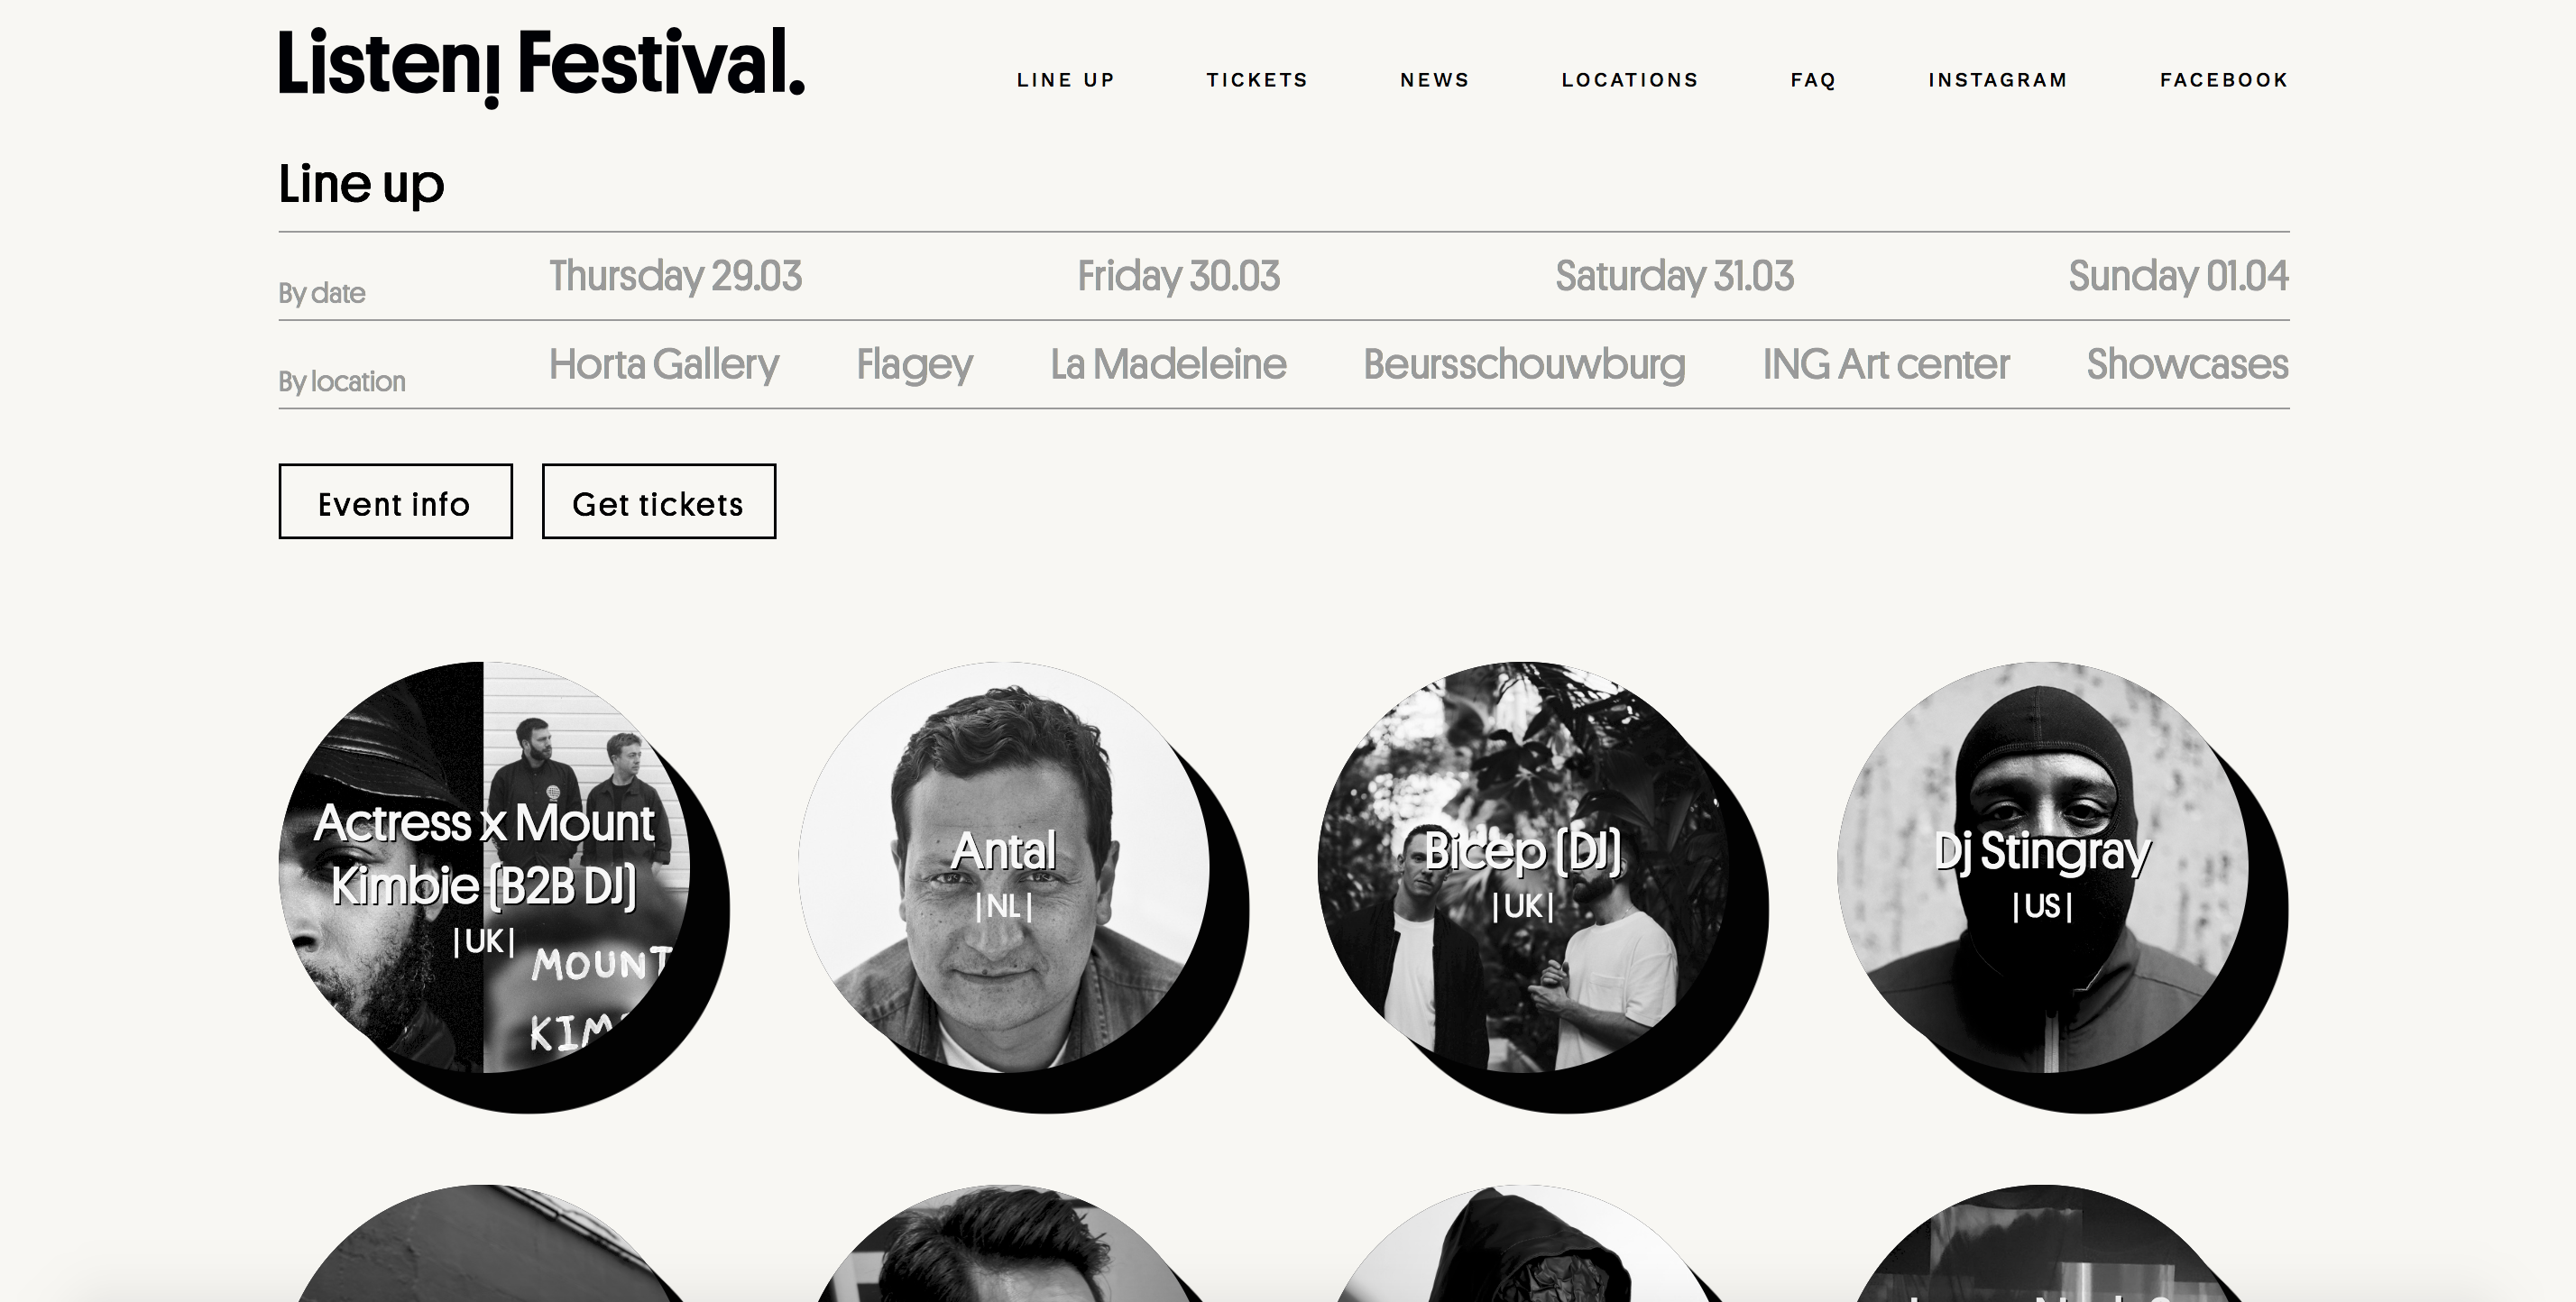 Listen! Festival.
LINE UP TICKETS NEWS LOCATIONS FAQ INSTAGRAM FACEBOOK
Line up
By date Thursday 29.03 Friday 30.03 Saturday 31.03 Sunday 01.04
By location Horta Gallery Flagey La Madeleine Beursschouwburg ING Art center Showcases
Event info Get tickets
Actress x Mount
Kimbie (B2B DJ)
| UK |
MOUNT
Antal
| NL |
Bicep (DJ)
| UK |
Dj Stingray
| US |